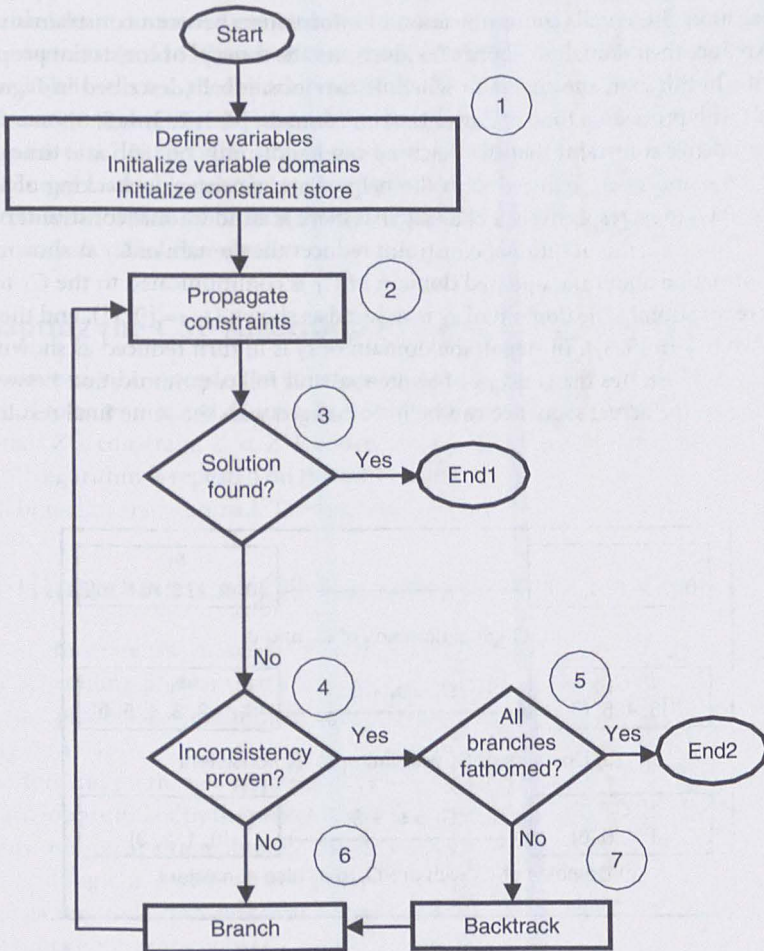 Start
1
Define variables
Initialize variable domoins
Initialize constraint store
2
Propagate
constraints
3
Solution
found?
Yes
End1
No
4
Inconsistency
proven?
Yes
5
All
branches
fathomed?
Yes
End2
No
6
No
7
Branch
Backtrack